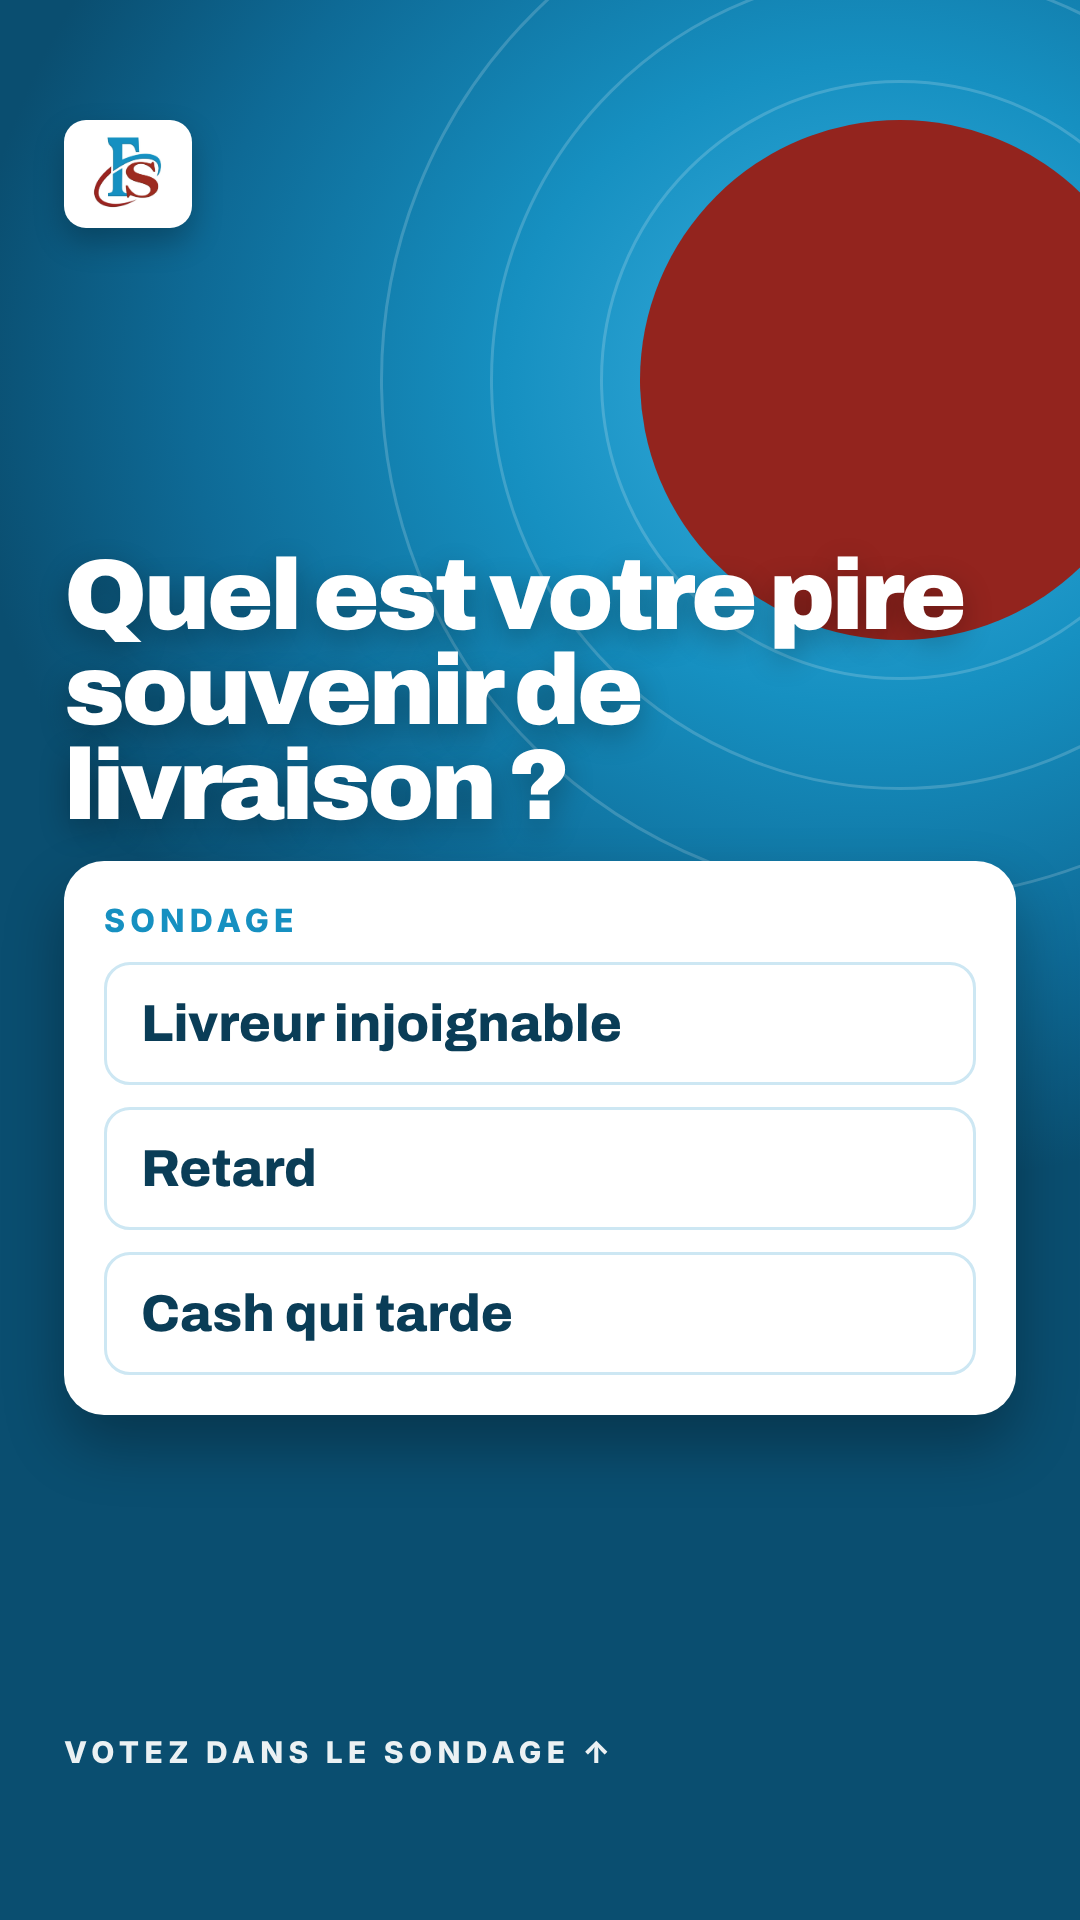 Fs
Quel est votre pire
souvenir de
livraison ?
SONDAGE
Livreur injoignable
Retard
Cash qui tarde
VOTEZ DANS LE SONDAGE ↑